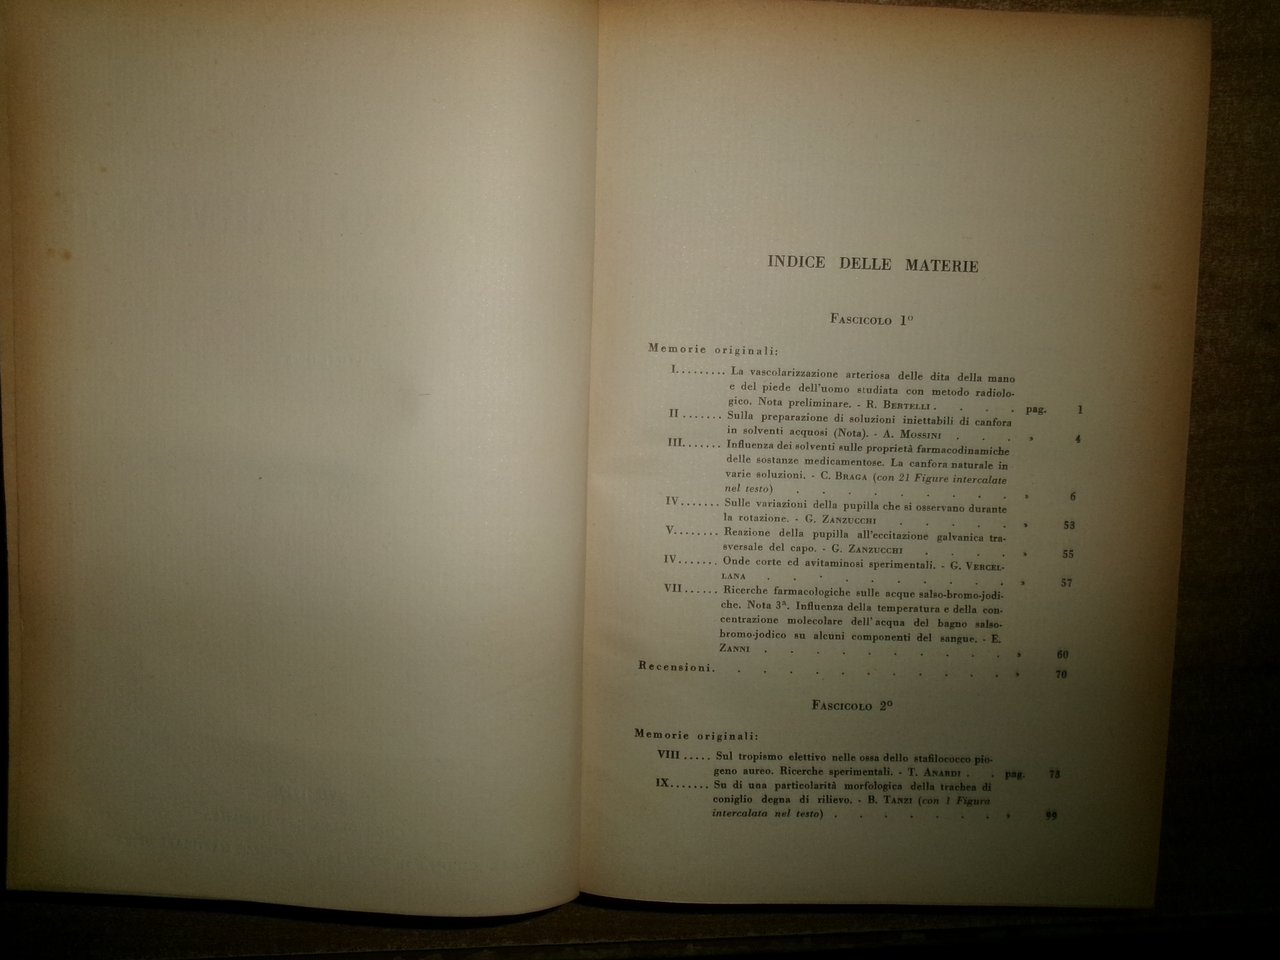 INDICE DELLE MATERIE
FASCICOLO 1º
Memorie originali:
I......... La vascolarizzazione arteriosa delle dita della mano
e del piede dell'uomo studiata con metodo radiolo-
gico. Nota preliminare. - R. BERTELLI . . . . pag. 1
II ....... Sulla preparazione di soluzioni iniettabili di canfora
in solventi acquosi (Nota). - A. MOSSINI . . . » 4
III....... Influenza dei solventi sulle proprietà farmacodinamiche
delle sostanze medicamentose. La canfora naturale in
varie soluzioni. - C. BRAGA (con 21 Figure intercalate
nel testo) . . . . . . . . . » 6
IV....... Sulle variazioni della pupilla che si osservano durante
la rotazione. - G. ZANZUCCHI . . . . . » 53
V........ Reazione della pupilla all'eccitazione galvanica tra-
sversale del capo. - G. ZANZUCCHI . . . . » 55
IV....... Onde corte ed avitaminosi sperimentali. - G. VERCEL-
LANA . . . . . . . . . . » 57
VII ...... Ricerche farmacologiche sulle acque salso-bromo-jodi-
che. Nota 3ª. Influenza della temperatura e della con-
centrazione molecolare dell'acqua del bagno salso-
bromo-jodico su alcuni componenti del sangue. - E.
ZANNI . . . . . . . . . . » 60
Recensioni. . . . . . . . . . . . » 70
FASCICOLO 2º
Memorie originali:
VIII ..... Sul tropismo elettivo nelle ossa dello stafilococco pio-
geno aureo. Ricerche sperimentali. - T. ANARDI . . pag. 73
IX....... Su di una particolarità morfologica della trachea di
coniglio degna di rilievo. - B. TANZI (con 1 Figura
intercalata nel testo) . . . . . . . . » 99